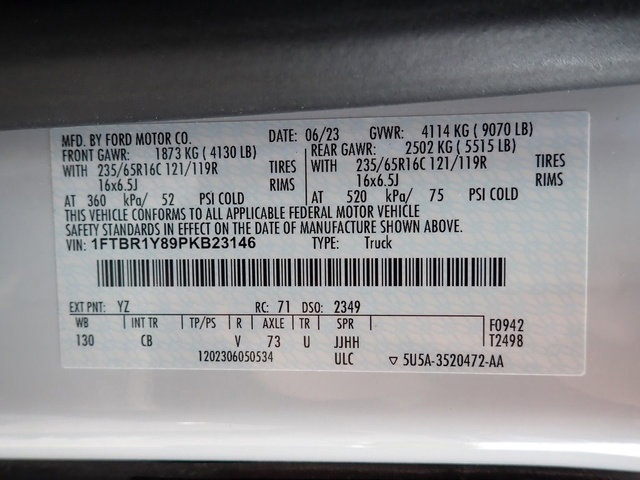 MFD. BY FORD MOTOR CO. DATE: 06/23 GVWR: 4114 KG ( 9070 LB)
FRONT GAWR: 1873 KG ( 4130 LB) REAR GAWR: 2502 KG ( 5515 LB)
WITH 235/65R16C 121/119R TIRES WITH 235/65R16C 121/119R TIRES
16x6.5J RIMS 16x6.5J RIMS
AT 360 kPa/ 52 PSI COLD AT 520 kPa/ 75 PSI COLD
THIS VEHICLE CONFORMS TO ALL APPLICABLE FEDERAL MOTOR VEHICLE
SAFETY STANDARDS IN EFFECT ON THE DATE OF MANUFACTURE SHOWN ABOVE.
VIN: 1FTBR1Y89PKB23146 TYPE: Truck
EXT PNT: YZ RC: 71 DSO: 2349
WB INT TR TP/PS R AXLE TR SPR F0942
130 CB V 73 U JJHH T2498
1202306050534 ULC ▽ 5U5A-3520472-AA